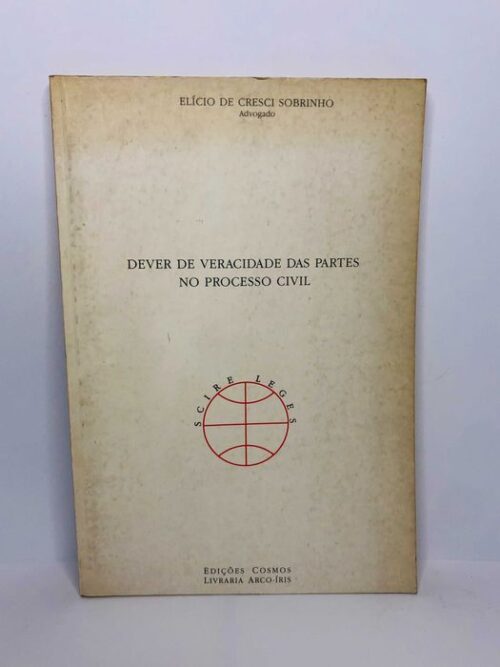 ELÍCIO DE CRESCI SOBRINHO
Advogado
DEVER DE VERACIDADE DAS PARTES
NO PROCESSO CIVIL
SCIRE LEGES
EDIÇÕES COSMOS
LIVRARIA ARCO-ÍRIS